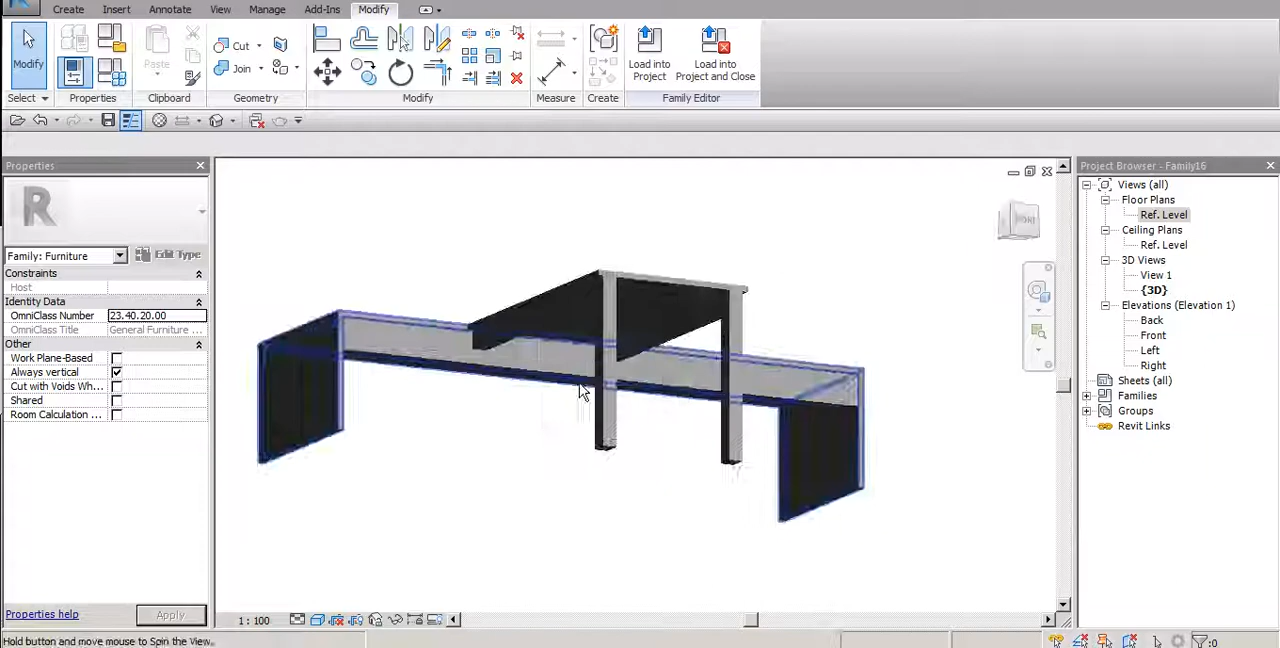 Create Insert Annotate View Manage Add-Ins Modify
Modify
Paste
Cut
Join
Load into
Project
Load into
Project and Close
Select Properties Clipboard Geometry Modify Measure Create Family Editor
Properties
R
Family: Furniture
Edit Type
Constraints
Host
Identity Data
OmniClass Number 23.40.20.00
OmniClass Title General Furniture ...
Other
Work Plane-Based
Always vertical
Cut with Voids Wh...
Shared
Room Calculation ...
Properties help
Apply
FRONT
Project Browser - Family16
Views (all)
Floor Plans
Ref. Level
Ceiling Plans
Ref. Level
3D Views
View 1
{3D}
Elevations (Elevation 1)
Back
Front
Left
Right
Sheets (all)
Families
Groups
Revit Links
1 : 100
Hold button and move mouse to Spin the View.
:0